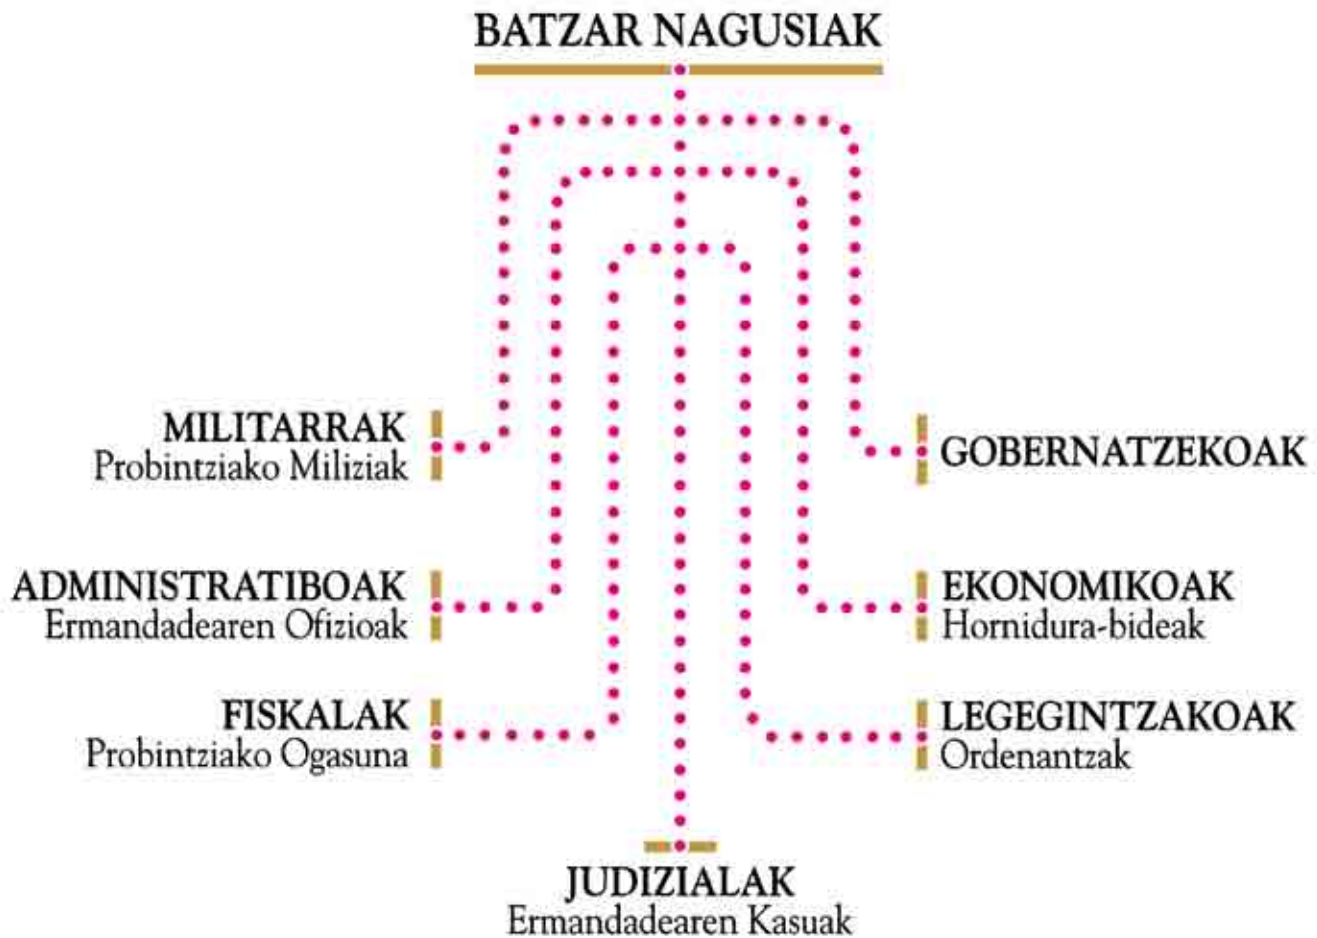 BATZAR NAGUSIAK
MILITARRAK
Probintziako Miliziak
GOBERNATZEKOAK
ADMINISTRATIBOAK
Ermandadearen Ofizioak
EKONOMIKOAK
Hornidura-bideak
FISKALAK
Probintziako Ogasuna
LEGEGINTZAKOAK
Ordenantzak
JUDIZIALAK
Ermandadearen Kasuak